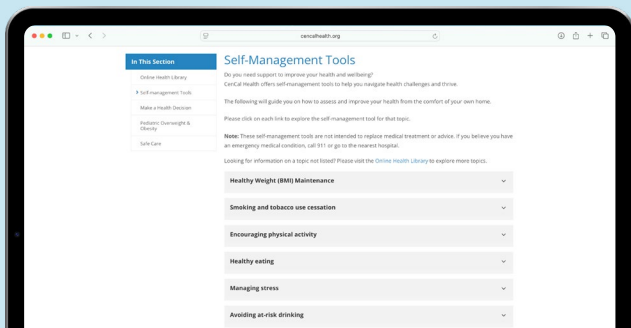 cencalhealth.org
In This Section
Online Health Library
Self-management Tools
Make a Health Decision
Pediatric Overweight &
Obesity
Safe Care
Self-Management Tools
Do you need support to improve your health and wellbeing?
CenCal Health offers self-management tools to help you navigate health challenges and thrive.
The following will guide you on how to assess and improve your health from the comfort of your own home.
Please click on each link to explore the self-management tool for that topic.
Note: These self-management tools are not intended to replace medical treatment or advice. If you believe you have
an emergency medical condition, call 911 or go to the nearest hospital.
Looking for information on a topic not listed? Please visit the Online Health Library to explore more topics.
Healthy Weight (BMI) Maintenance
Smoking and tobacco use cessation
Encouraging physical activity
Healthy eating
Managing stress
Avoiding at-risk drinking